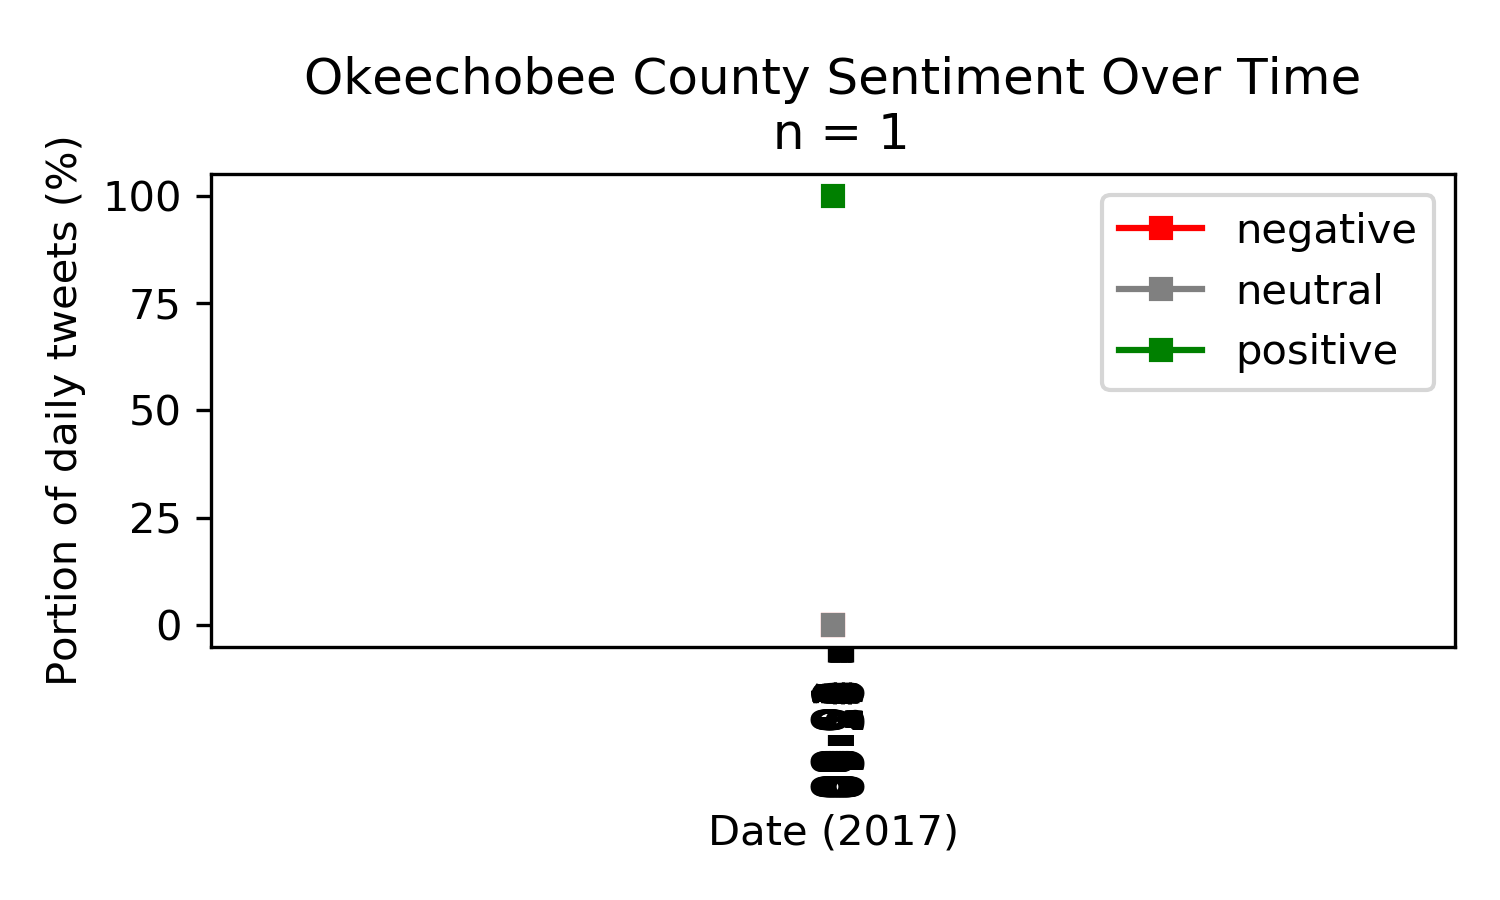 Okeechobee County Sentiment Over Time
n = 1
Portion of daily tweets (%)
100
75
50
25
0
negative
neutral
positive
Date (2017)